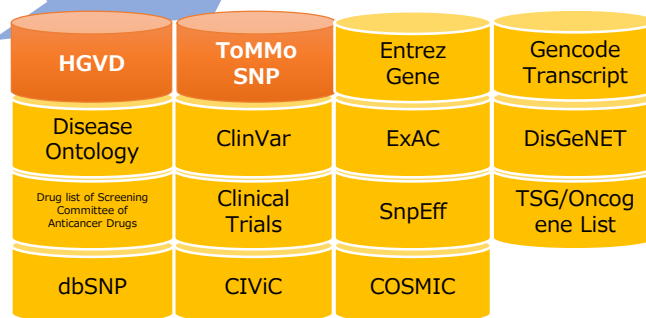 HGVD
ToMMo
SNP
Entrez
Gene
Gencode
Transcript
Disease
Ontology
ClinVar
ExAC
DisGeNET
Drug list of Screening
Committee of
Anticancer Drugs
Clinical
Trials
SnpEff
TSG/Oncog
ene List
dbSNP
CIViC
COSMIC